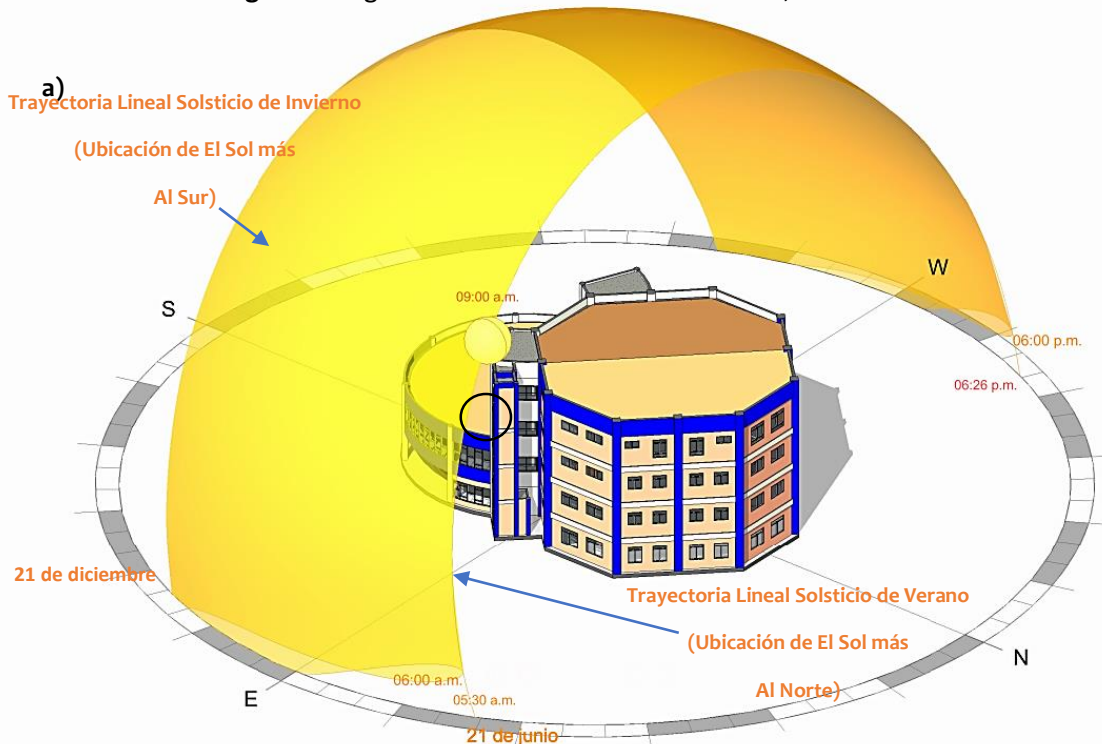 a)
Trayectoria Lineal Solsticio de Invierno
(Ubicación de El Sol más
Al Sur)
09:00 a.m.
S
W
06:00 p.m.
06:26 p.m.
21 de diciembre
Trayectoria Lineal Solsticio de Verano
(Ubicación de El Sol más
Al Norte)
N
06:00 a.m.
E
05:30 a.m.
21 de junio